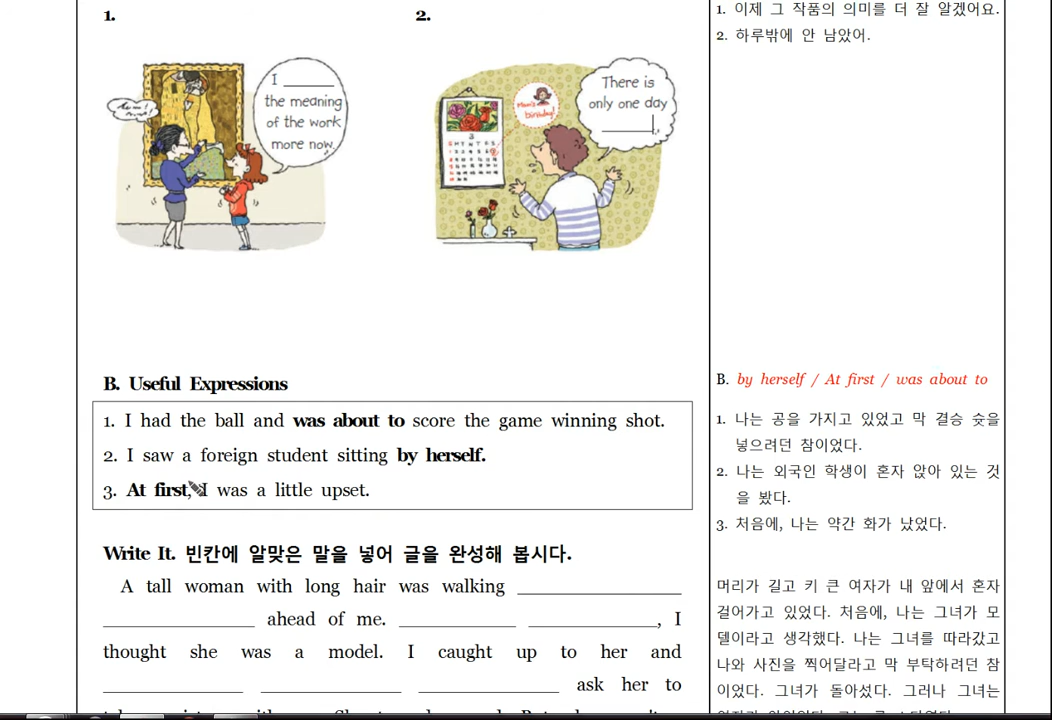 1.
2.
I ______
the meaning
of the work
more now.
There is
only one day
______.
Mom's
birthday!
B. Useful Expressions
1. I had the ball and was about to score the game winning shot.
2. I saw a foreign student sitting by herself.
3. At first, I was a little upset.
Write It. 빈칸에 알맞은 말을 넣어 글을 완성해 봅시다.
A tall woman with long hair was walking ______
______ ahead of me. ______ ______, I
thought she was a model. I caught up to her and
______ ______ ______ ask her to
1. 이제 그 작품의 의미를 더 잘 알겠어요.
2. 하루밖에 안 남았어.
B. by herself / At first / was about to
1. 나는 공을 가지고 있었고 막 결승 슛을
넣으려던 참이었다.
2. 나는 외국인 학생이 혼자 앉아 있는 것
을 봤다.
3. 처음에, 나는 약간 화가 났었다.
머리가 길고 키 큰 여자가 내 앞에서 혼자
걸어가고 있었다. 처음에, 나는 그녀가 모
델이라고 생각했다. 나는 그녀를 따라갔고
나와 사진을 찍어달라고 막 부탁하려던 참
이었다. 그녀가 돌아섰다. 그러나 그녀는